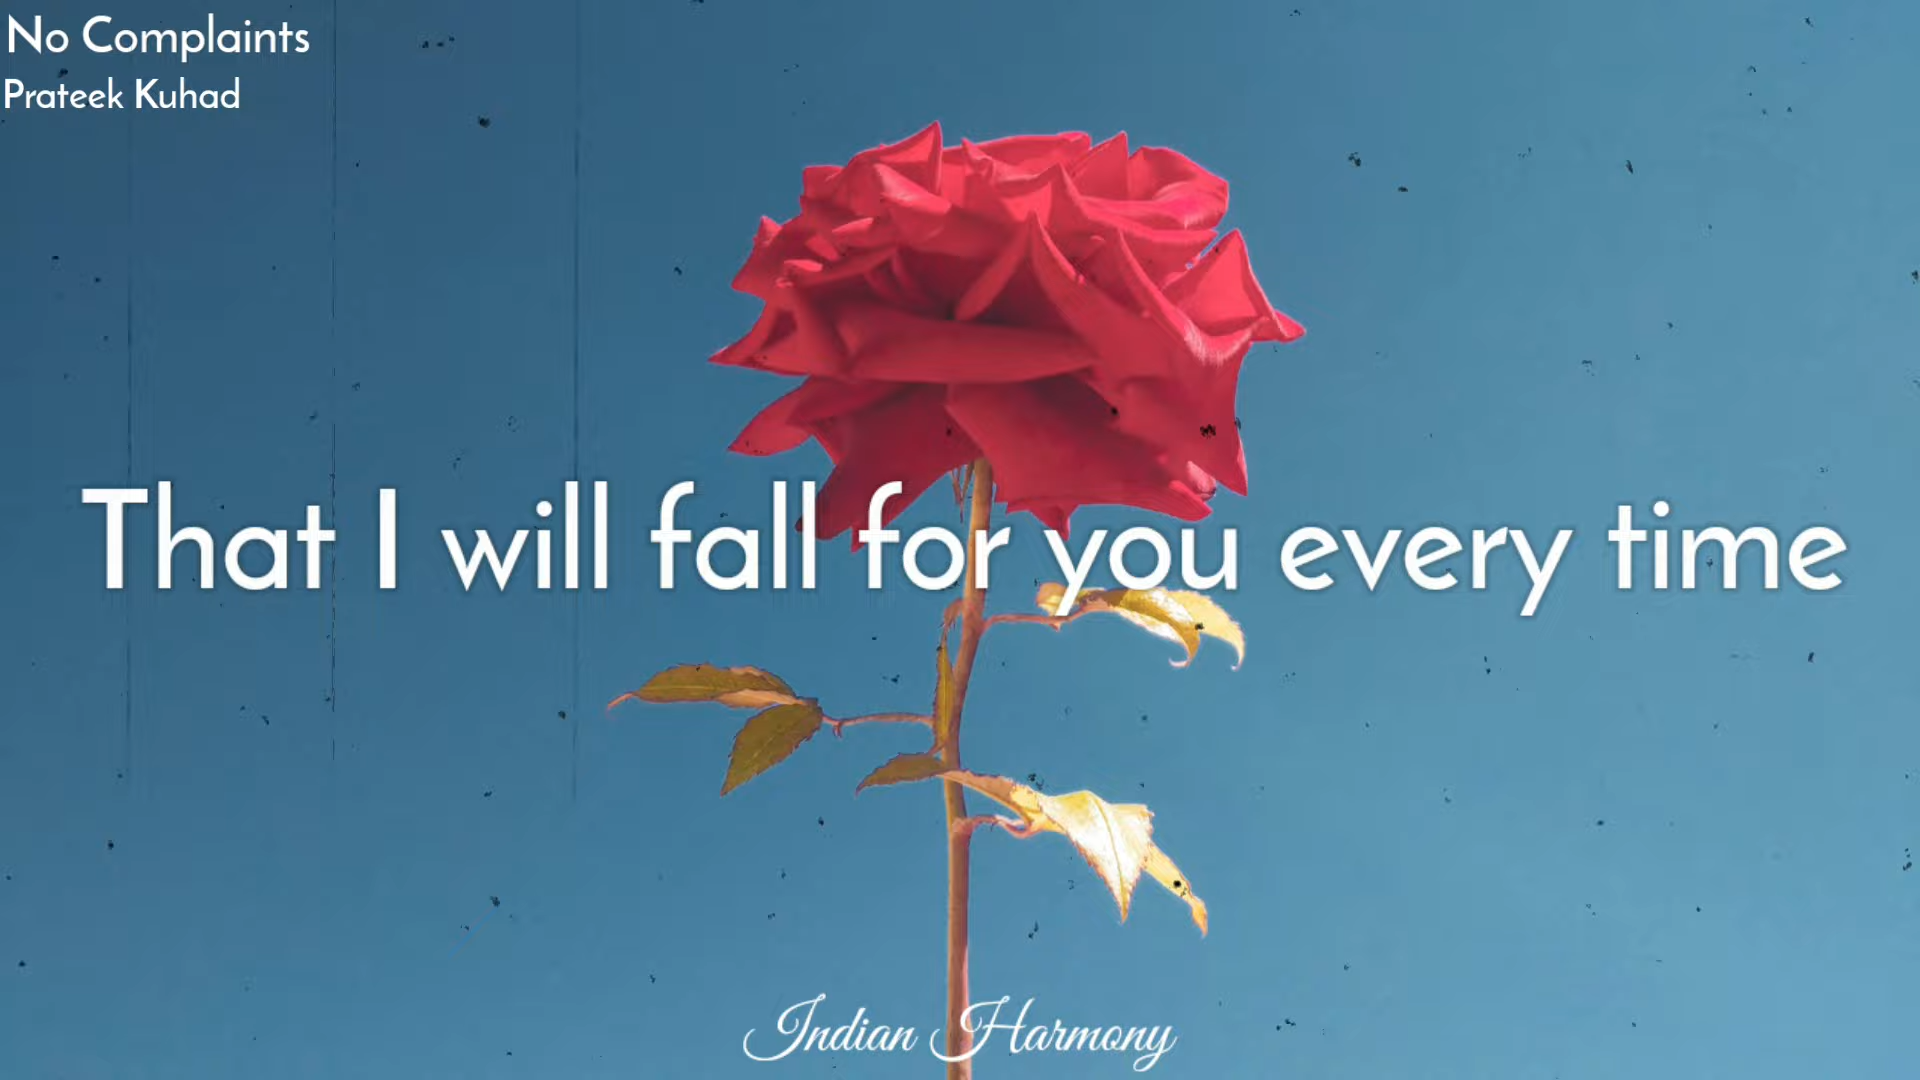 No Complaints
Prateek Kuhad
That I will fall for you every time
Indian Harmony